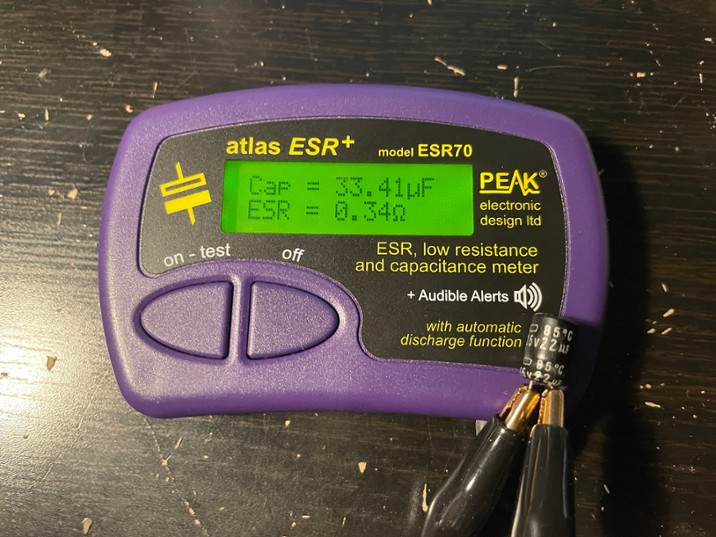 atlas ESR+
model ESR70
Cap = 33.41µF
ESR = 0.34Ω
PEAK®
electronic
design ltd
on - test
off
ESR, low resistance
and capacitance meter
+ Audible Alerts
with automatic
discharge function
85°C
5v22µF
85°C